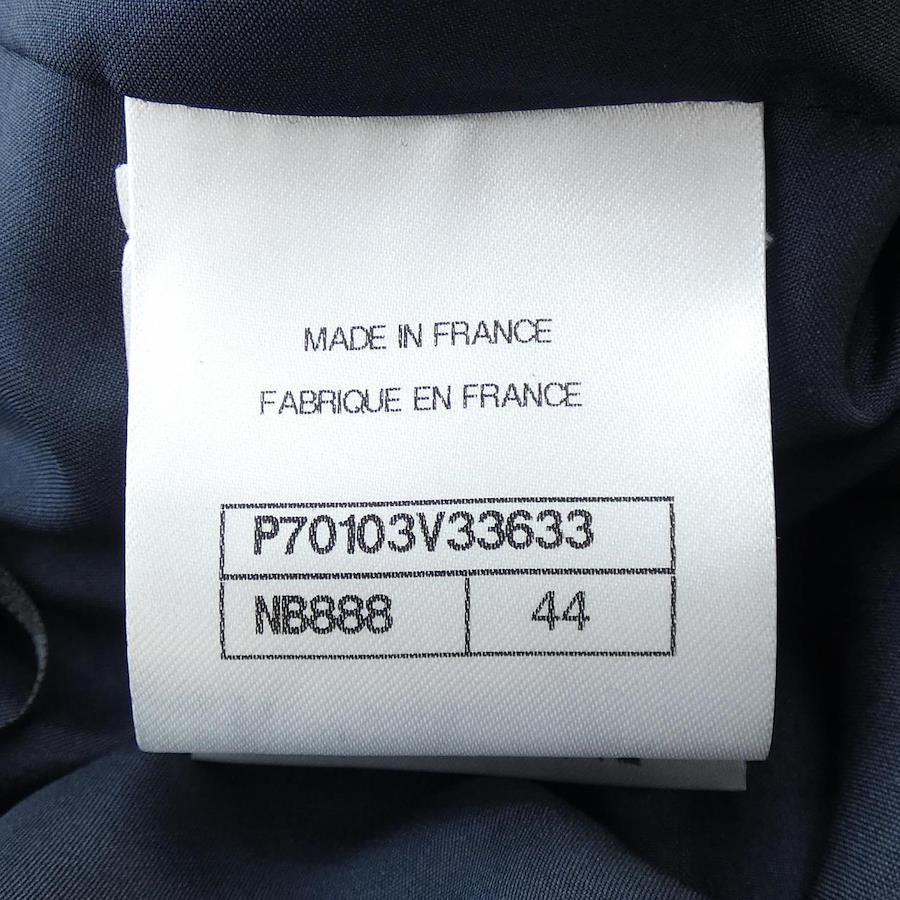 MADE IN FRANCE
FABRIQUE EN FRANCE
P70103V33633
NB888 44